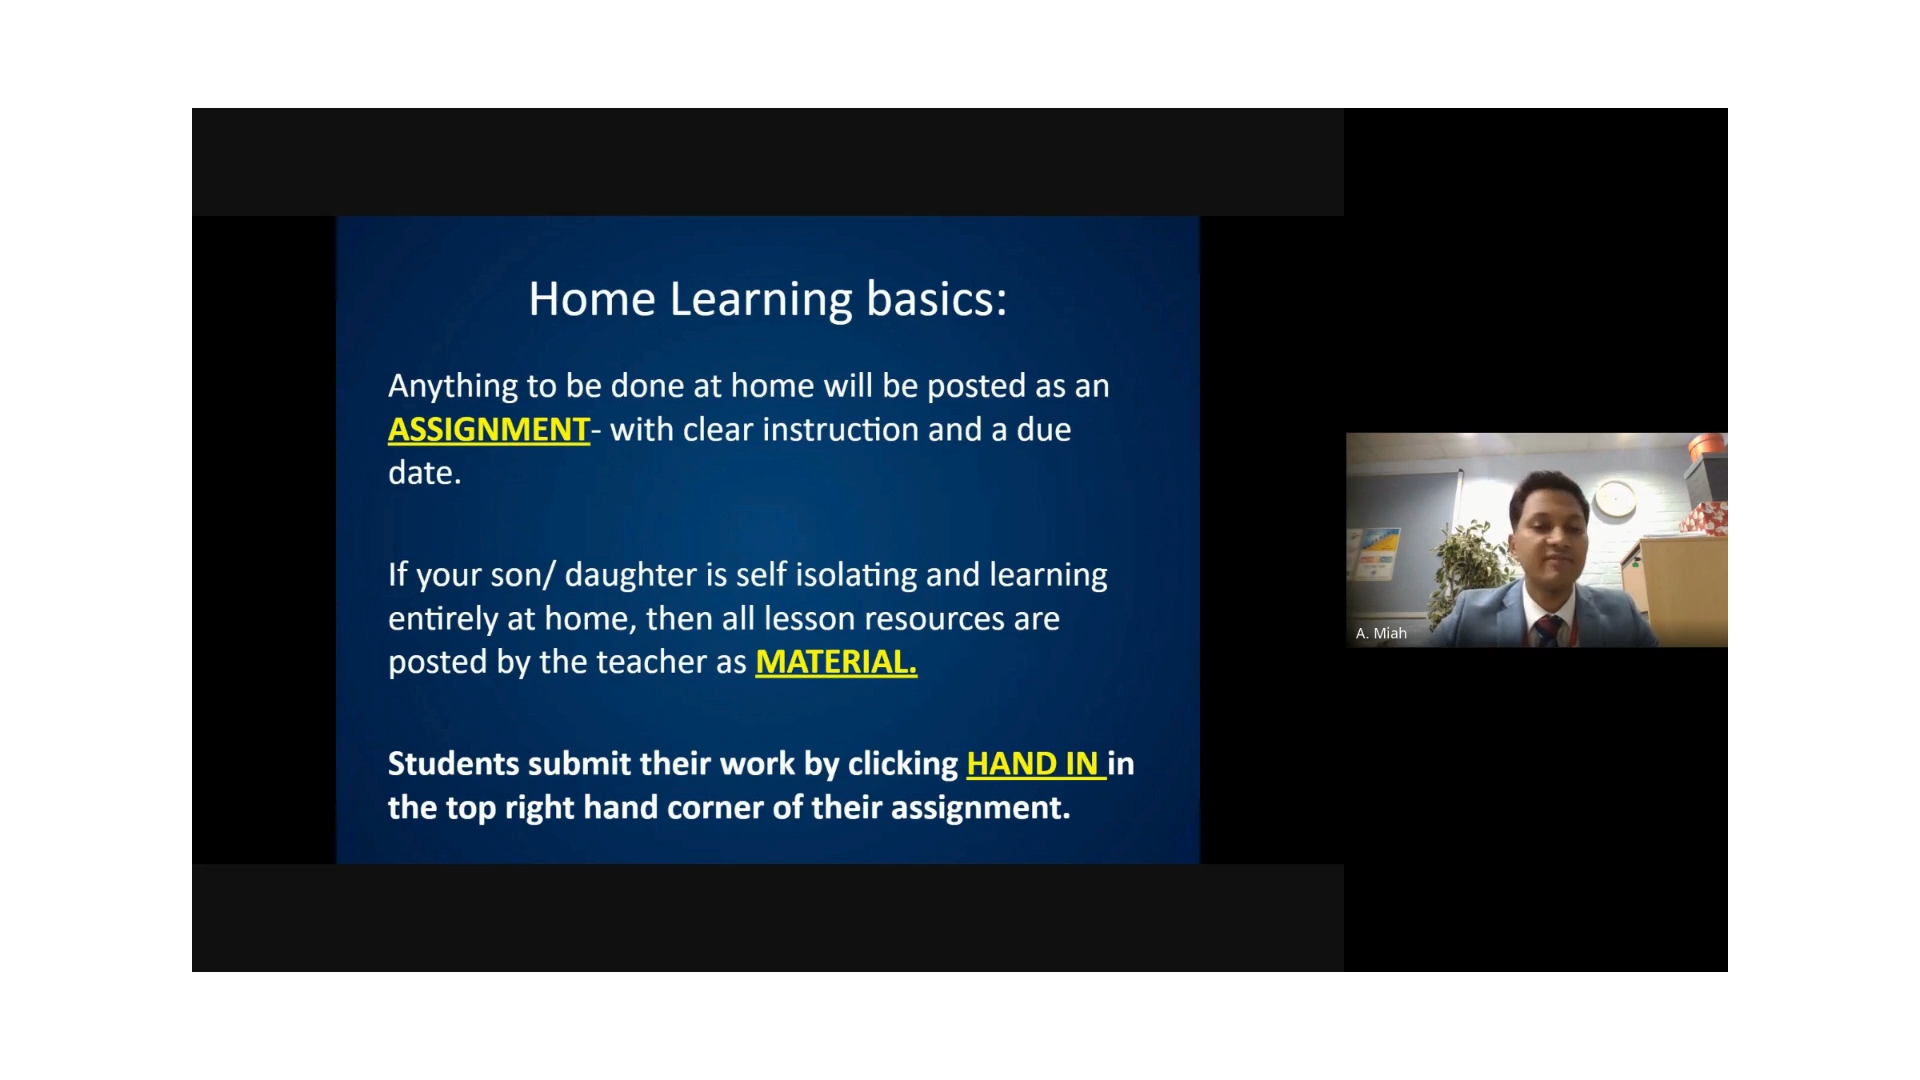 Home Learning basics:
Anything to be done at home will be posted as an
ASSIGNMENT- with clear instruction and a due
date.
If your son/ daughter is self isolating and learning
entirely at home, then all lesson resources are
posted by the teacher as MATERIAL.
Students submit their work by clicking HAND IN in
the top right hand corner of their assignment.
A. Miah